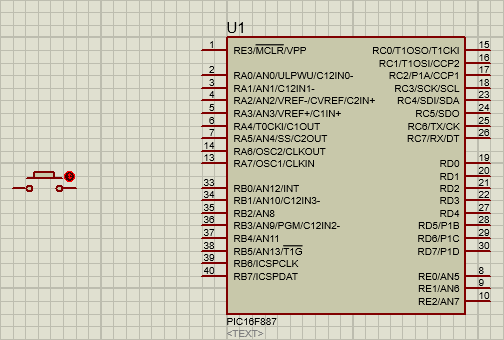 U1
1 RE3/MCLR/VPP RC0/T1OSO/T1CKI 15
RC1/T1OSI/CCP2 16
2 RA0/AN0/ULPWU/C12IN0- RC2/P1A/CCP1 17
3 RA1/AN1/C12IN1- RC3/SCK/SCL 18
4 RA2/AN2/VREF-/CVREF/C2IN+ RC4/SDI/SDA 23
5 RA3/AN3/VREF+/C1IN+ RC5/SDO 24
6 RA4/T0CKI/C1OUT RC6/TX/CK 25
7 RA5/AN4/SS/C2OUT RC7/RX/DT 26
14 RA6/OSC2/CLKOUT
13 RA7/OSC1/CLKIN RD0 19
RD1 20
33 RB0/AN12/INT RD2 21
34 RB1/AN10/C12IN3- RD3 22
35 RB2/AN8 RD4 27
36 RB3/AN9/PGM/C12IN2- RD5/P1B 28
37 RB4/AN11 RD6/P1C 29
38 RB5/AN13/T1G RD7/P1D 30
39 RB6/ICSPCLK
40 RB7/ICSPDAT RE0/AN5 8
RE1/AN6 9
RE2/AN7 10
PIC16F887
<TEXT>